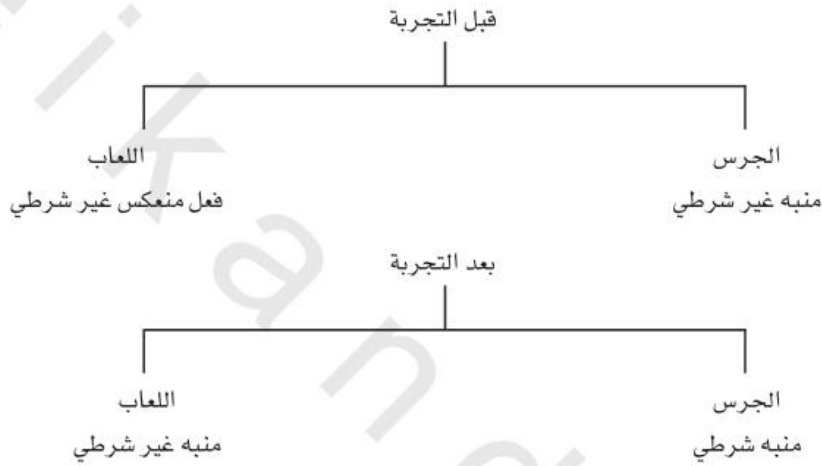 قبل التجربة
الجرس
اللعاب
منبه غير شرطي
فعل منعكس غير شرطي
بعد التجربة
الجرس
اللعاب
منبه شرطي
منبه غير شرطي